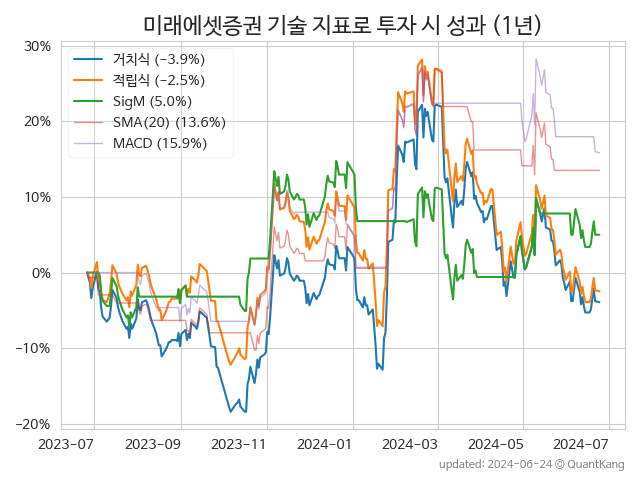 미래에셋증권 기술 지표로 투자 시 성과 (1년)
30%
20%
10%
0%
−10%
−20%
거치식 (−3.9%)
적립식 (−2.5%)
SigM (5.0%)
SMA(20) (13.6%)
MACD (15.9%)
2023-07 2023-09 2023-11 2024-01 2024-03 2024-05 2024-07
updated: 2024-06-24 ⓒ QuantKang